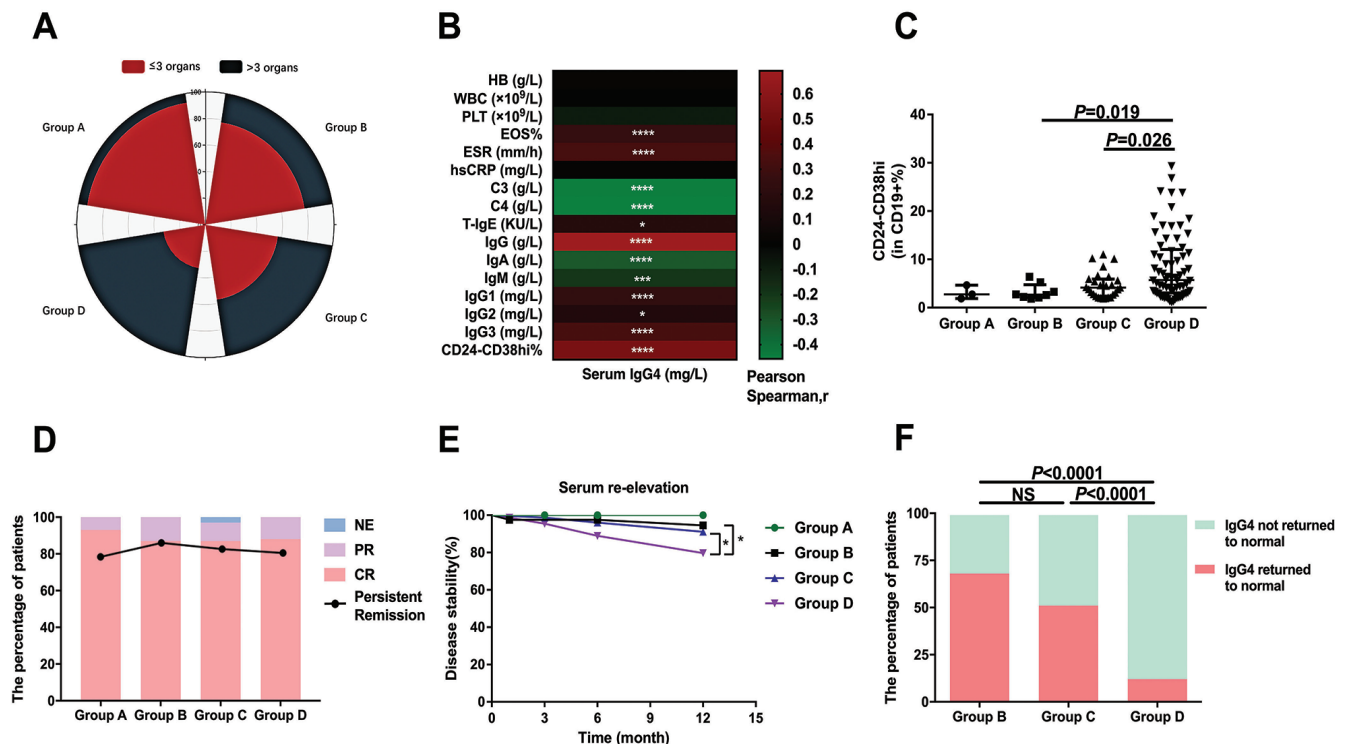 A
≤3 organs
>3 organs
Group A
Group B
Group D
Group C
100
80
60
B
HB (g/L)
WBC (×10⁹/L)
PLT (×10⁹/L)
EOS%
****
ESR (mm/h)
****
hsCRP (mg/L)
C3 (g/L)
****
C4 (g/L)
****
T-IgE (KU/L)
*
IgG (g/L)
****
IgA (g/L)
****
IgM (g/L)
***
IgG1 (mg/L)
****
IgG2 (mg/L)
*
IgG3 (mg/L)
****
CD24-CD38hi%
****
Serum IgG4 (mg/L)
0.6
0.5
0.4
0.3
0.2
0.1
0
-0.1
-0.2
-0.3
-0.4
Pearson
Spearman,r
C
P=0.019
P=0.026
CD24-CD38hi
(in CD19+%)
40
30
20
10
0
Group A
Group B
Group C
Group D
D
The percentage of patients
100
80
60
40
20
0
Group A
Group B
Group C
Group D
NE
PR
CR
Persistent
Remission
E
Serum re-elevation
Disease stability(%)
100
80
60
40
20
0
0
3
6
9
12
15
Time (month)
*
*
Group A
Group B
Group C
Group D
F
P<0.0001
NS
P<0.0001
The percentage of patients
100
75
50
25
0
Group B
Group C
Group D
IgG4 not returned
to normal
IgG4 returned
to normal